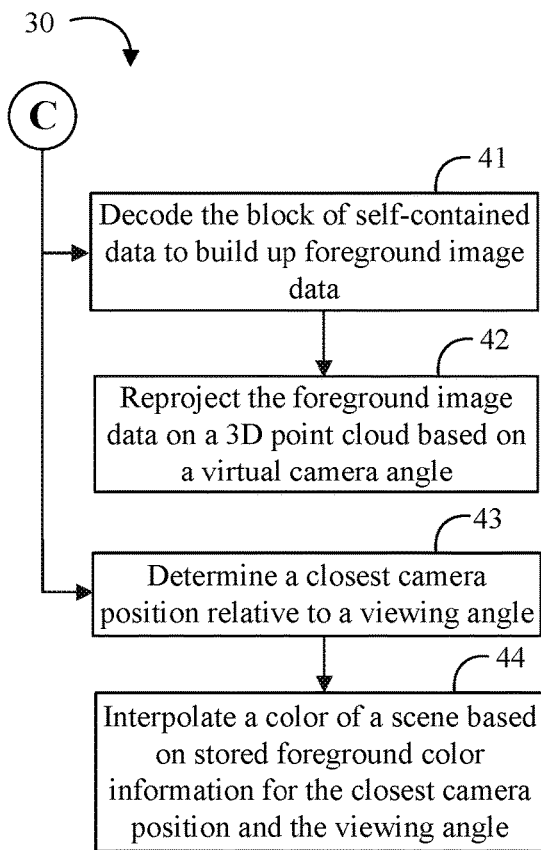 30
C
41
Decode the block of self-contained
data to build up foreground image
data
42
Reproject the foreground image
data on a 3D point cloud based on
a virtual camera angle
43
Determine a closest camera
position relative to a viewing angle
44
Interpolate a color of a scene based
on stored foreground color
information for the closest camera
position and the viewing angle